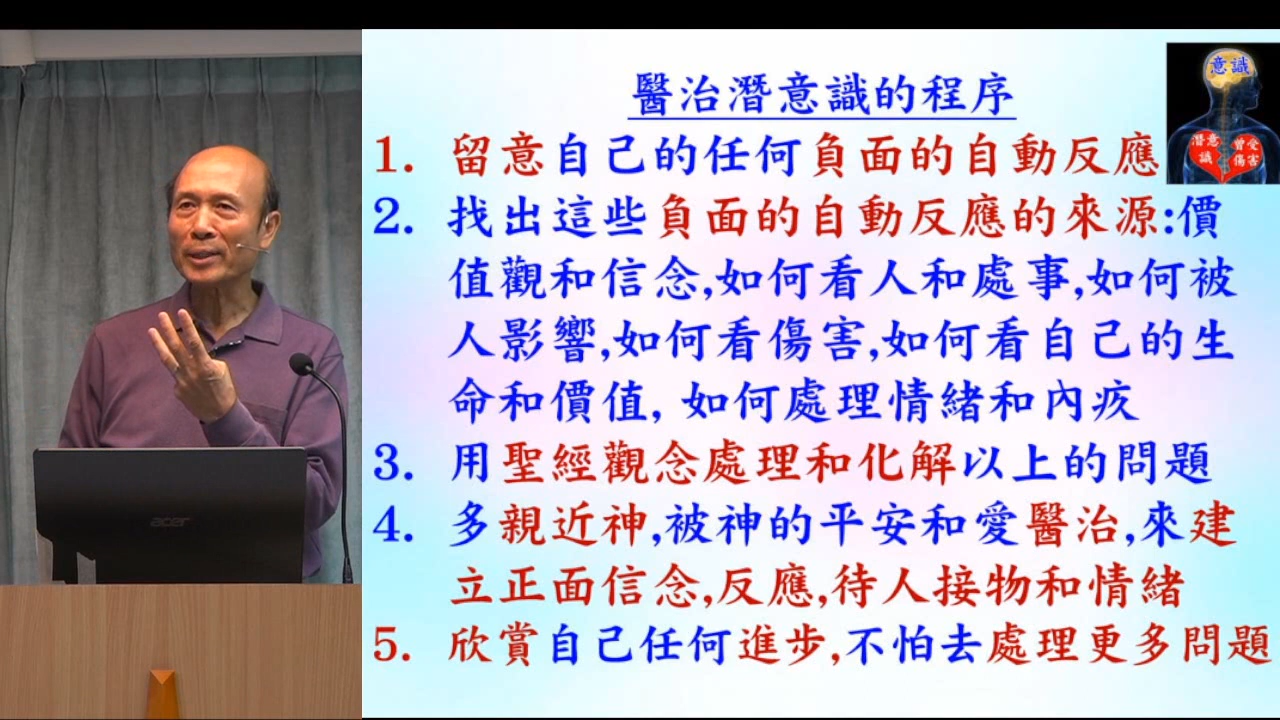 醫治潛意識的程序
1. 留意自己的任何負面的自動反應
2. 找出這些負面的自動反應的來源:價
值觀和信念,如何看人和處事,如何被
人影響,如何看傷害,如何看自己的生
命和價值, 如何處理情緒和內疚
3. 用聖經觀念處理和化解以上的問題
4. 多親近神,被神的平安和愛醫治,來建
立正面信念,反應,待人接物和情緒
5. 欣賞自己任何進步,不怕去處理更多問題
意識
潛意識
曾受傷害
acer